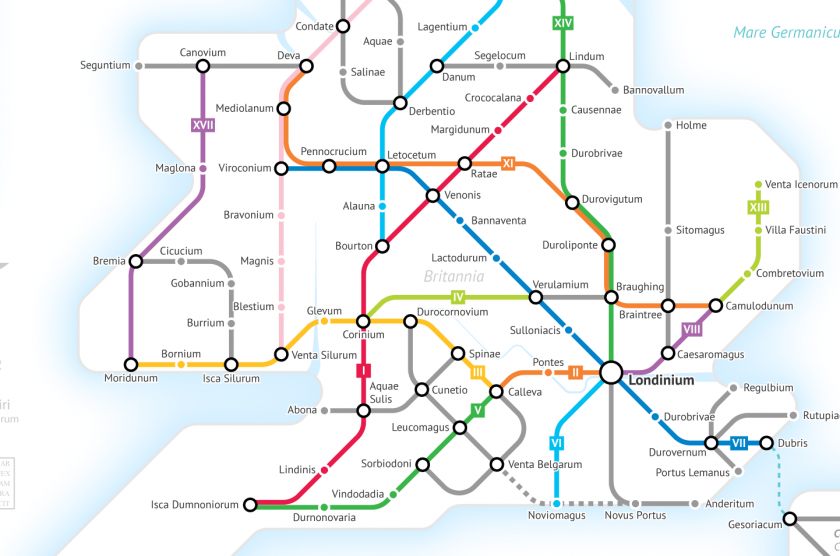 XIV
Condate
Lagentium
Mare Germanicu
Aquae
Canovium
Deva
Segelocum
Lindum
Seguntium
Salinae
Danum
Bannovallum
Crococalana
Mediolanum
Derbentio
Causennae
XVII
Margidunum
Holme
Pennocrucium
Letocetum
Durobrivae
Maglona
Viroconium
XI
Ratae
Venta Icenorum
Venonis
Durovigutum
XIII
Alauna
Bravonium
Bannaventa
Villa Faustini
Sitomagus
Bourton
Duroliponte
Cicucium
Bremia
Magnis
Lactodurum
Combretovium
Gobannium
Britannia
Verulamium
Braughing
IV
Blestium
Glevum
Durocornovium
Camulodunum
Braintree
Burrium
Corinium
Sulloniacis
VIII
Bornium
Venta Silurum
Spinae
Caesaromagus
Pontes
Moridunum
Isca Silurum
I
III
II
Londinium
Aquae
Sulis
Cunetio
Calleva
Regulbium
iri
Abona
V
Durobrivae
Rutupia
rum
Leucomagus
VI
VII
Dubris
Durovernum
Lindinis
Sorbiodoni
Venta Belgarum
Portus Lemanus
Vindodadia
Isca Dumnoniorum
Durnonovaria
Noviomagus
Novus Portus
Anderitum
Gesoriacum